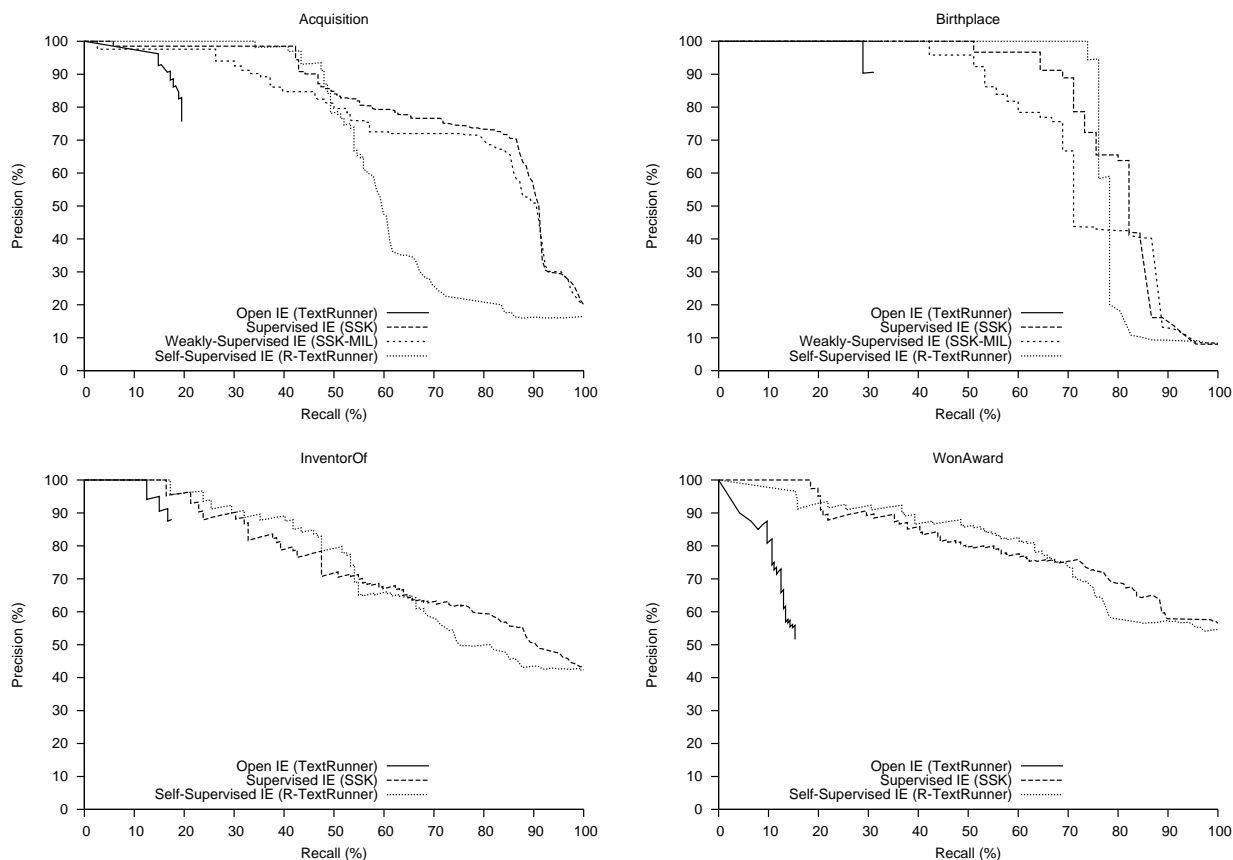 Acquisition
100
90
80
70
60
50
40
30
20
10
0
Precision (%)
Open IE (TextRunner)
Supervised IE (SSK)
Weakly-Supervised IE (SSK-MIL)
Self-Supervised IE (R-TextRunner)
0 10 20 30 40 50 60 70 80 90 100
Recall (%)
Birthplace
100
90
80
70
60
50
40
30
20
10
0
Precision (%)
Open IE (TextRunner)
Supervised IE (SSK)
Weakly-Supervised IE (SSK-MIL)
Self-Supervised IE (R-TextRunner)
0 10 20 30 40 50 60 70 80 90 100
Recall (%)
InventorOf
100
90
80
70
60
50
40
30
20
10
0
Precision (%)
Open IE (TextRunner)
Supervised IE (SSK)
Self-Supervised IE (R-TextRunner)
0 10 20 30 40 50 60 70 80 90 100
Recall (%)
WonAward
100
90
80
70
60
50
40
30
20
10
0
Precision (%)
Open IE (TextRunner)
Supervised IE (SSK)
Self-Supervised IE (R-TextRunner)
0 10 20 30 40 50 60 70 80 90 100
Recall (%)